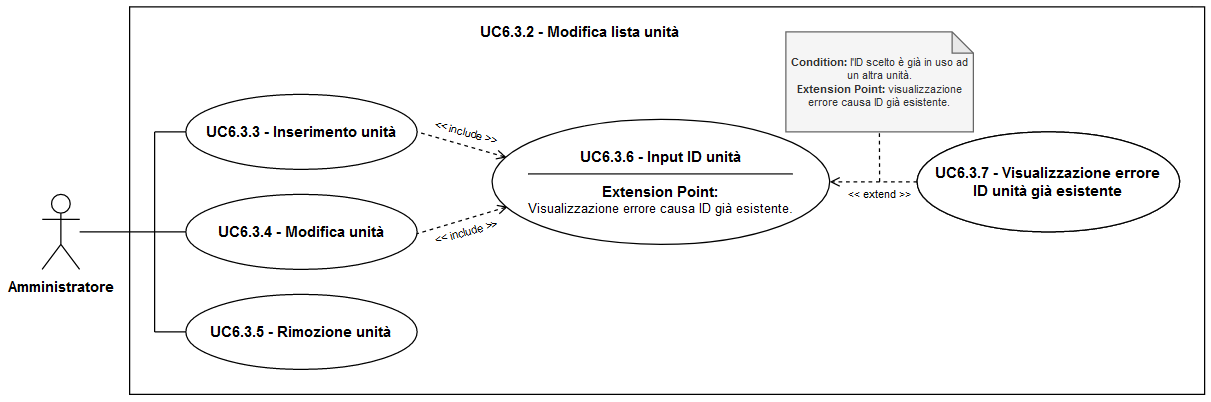 UC6.3.2 - Modifica lista unità
Condition: l'ID scelto è già in uso ad
un altra unità.
Extension Point: visualizzazione
errore causa ID già esistente.
UC6.3.3 - Inserimento unità
<< include >>
UC6.3.6 - Input ID unità
Extension Point:
Visualizzazione errore causa ID già esistente.
UC6.3.7 - Visualizzazione errore
ID unità già esistente
<< extend >>
UC6.3.4 - Modifica unità
<< include >>
Amministratore
UC6.3.5 - Rimozione unità